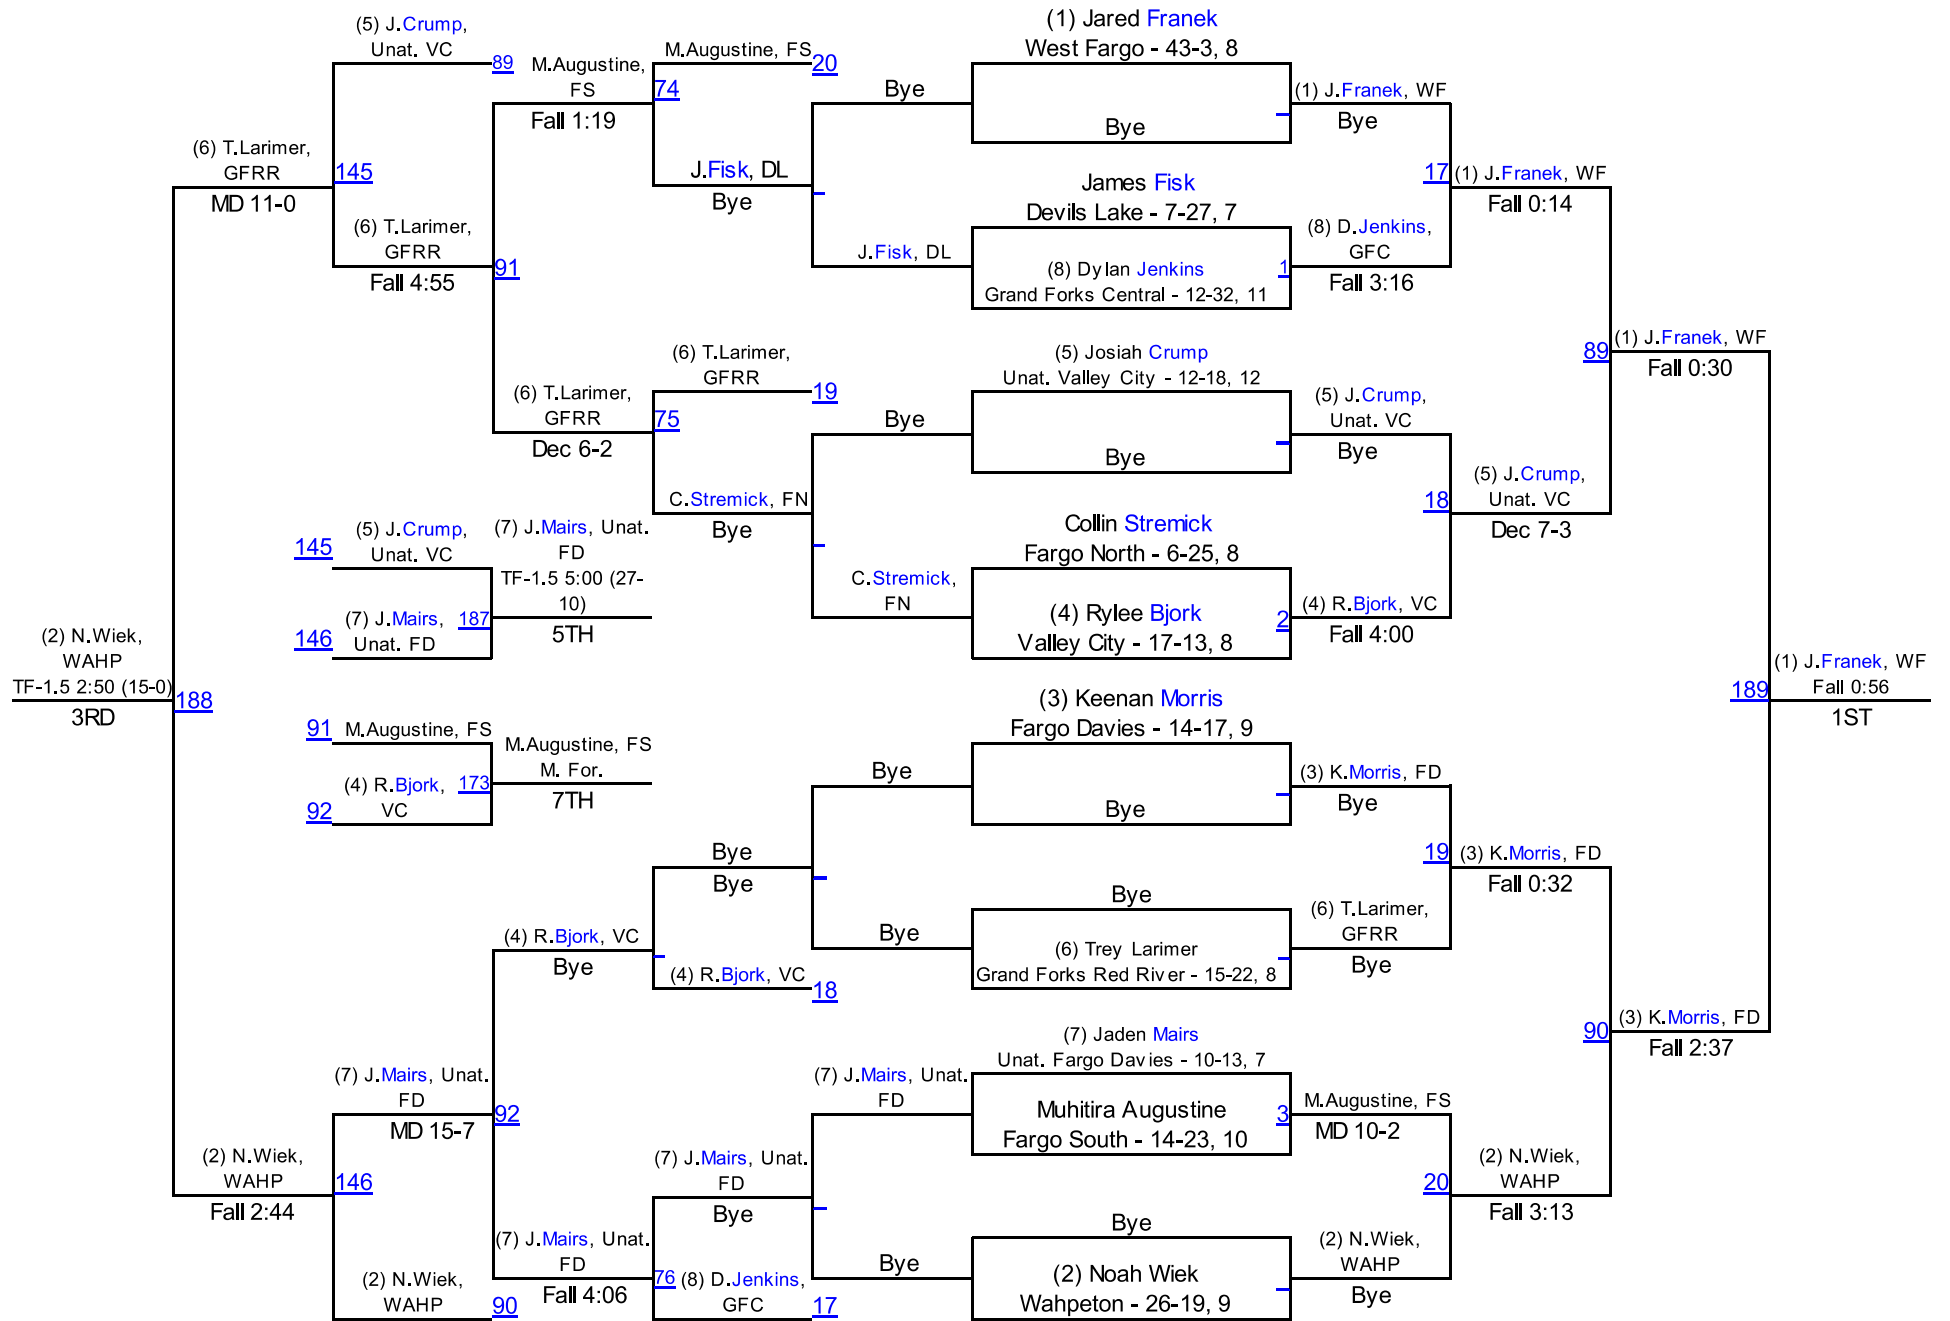 (5) J.Crump,
Unat. VC
89
M.Augustine,
FS
Fall 1:19
M.Augustine, FS
20
74
Bye
(1) Jared Franek
West Fargo - 43-3, 8
Bye
(1) J.Franek, WF
Bye
(6) T.Larimer,
GFRR
MD 11-0
145
J.Fisk, DL
Bye
James Fisk
Devils Lake - 7-27, 7
17
(1) J.Franek, WF
Fall 0:14
(6) T.Larimer,
GFRR
Fall 4:55
91
J.Fisk, DL
(8) Dylan Jenkins
Grand Forks Central - 12-32, 11
1
(8) D.Jenkins,
GFC
Fall 3:16
(6) T.Larimer,
GFRR
19
(5) Josiah Crump
Unat. Valley City - 12-18, 12
89
(1) J.Franek, WF
Fall 0:30
(6) T.Larimer,
GFRR
Dec 6-2
75
Bye
Bye
(5) J.Crump,
Unat. VC
Bye
C.Stremick, FN
Bye
Collin Stremick
Fargo North - 6-25, 8
18
(5) J.Crump,
Unat. VC
Dec 7-3
145
(5) J.Crump,
Unat. VC
(7) J.Mairs, Unat.
FD
TF-1.5 5:00 (27-
10)
5TH
146
(7) J.Mairs,
Unat. FD
187
C.Stremick,
FN
(4) Rylee Bjork
Valley City - 17-13, 8
2
(4) R.Bjork, VC
Fall 4:00
(2) N.Wiek,
WAHP
TF-1.5 2:50 (15-0)
3RD
188
(3) Keenan Morris
Fargo Davies - 14-17, 9
189
(1) J.Franek, WF
Fall 0:56
1ST
91
M.Augustine, FS
M.Augustine, FS
M. For.
7TH
92
(4) R.Bjork,
VC
173
Bye
Bye
(3) K.Morris, FD
Bye
Bye
Bye
Bye
19
(3) K.Morris, FD
Fall 0:32
(4) R.Bjork, VC
Bye
(4) R.Bjork, VC
18
Bye
(6) Trey Larimer
Grand Forks Red River - 15-22, 8
(6) T.Larimer,
GFRR
Bye
(7) Jaden Mairs
Unat. Fargo Davies - 10-13, 7
90
(3) K.Morris, FD
Fall 2:37
(7) J.Mairs, Unat.
FD
MD 15-7
92
(7) J.Mairs, Unat.
FD
Muhitira Augustine
Fargo South - 14-23, 10
3
M.Augustine, FS
MD 10-2
(2) N.Wiek,
WAHP
Fall 2:44
146
(7) J.Mairs, Unat.
FD
Bye
Bye
20
(2) N.Wiek,
WAHP
Fall 3:13
(7) J.Mairs, Unat.
FD
Fall 4:06
76
(8) D.Jenkins,
GFC
17
Bye
(2) Noah Wiek
Wahpeton - 26-19, 9
(2) N.Wiek,
WAHP
Bye
(2) N.Wiek,
WAHP
90